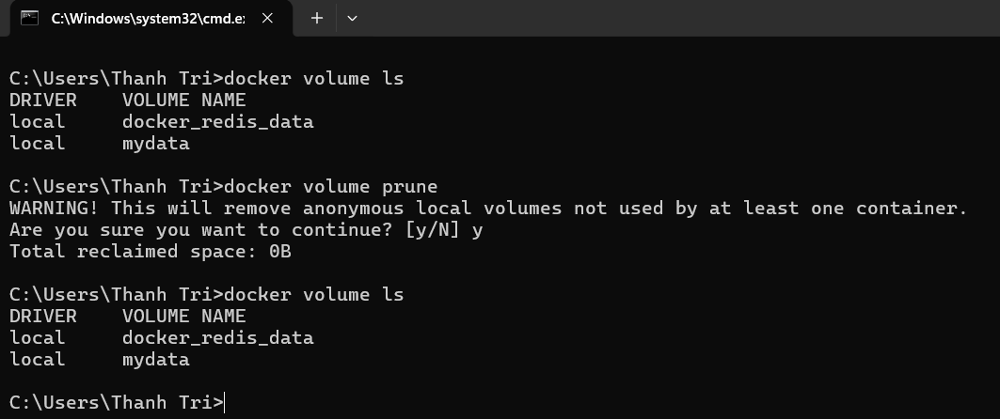 C:\Windows\system32\cmd.e:
C:\Users\Thanh Tri>docker volume ls
DRIVER    VOLUME NAME
local     docker_redis_data
local     mydata
C:\Users\Thanh Tri>docker volume prune
WARNING! This will remove anonymous local volumes not used by at least one container.
Are you sure you want to continue? [y/N] y
Total reclaimed space: 0B
C:\Users\Thanh Tri>docker volume ls
DRIVER    VOLUME NAME
local     docker_redis_data
local     mydata
C:\Users\Thanh Tri>